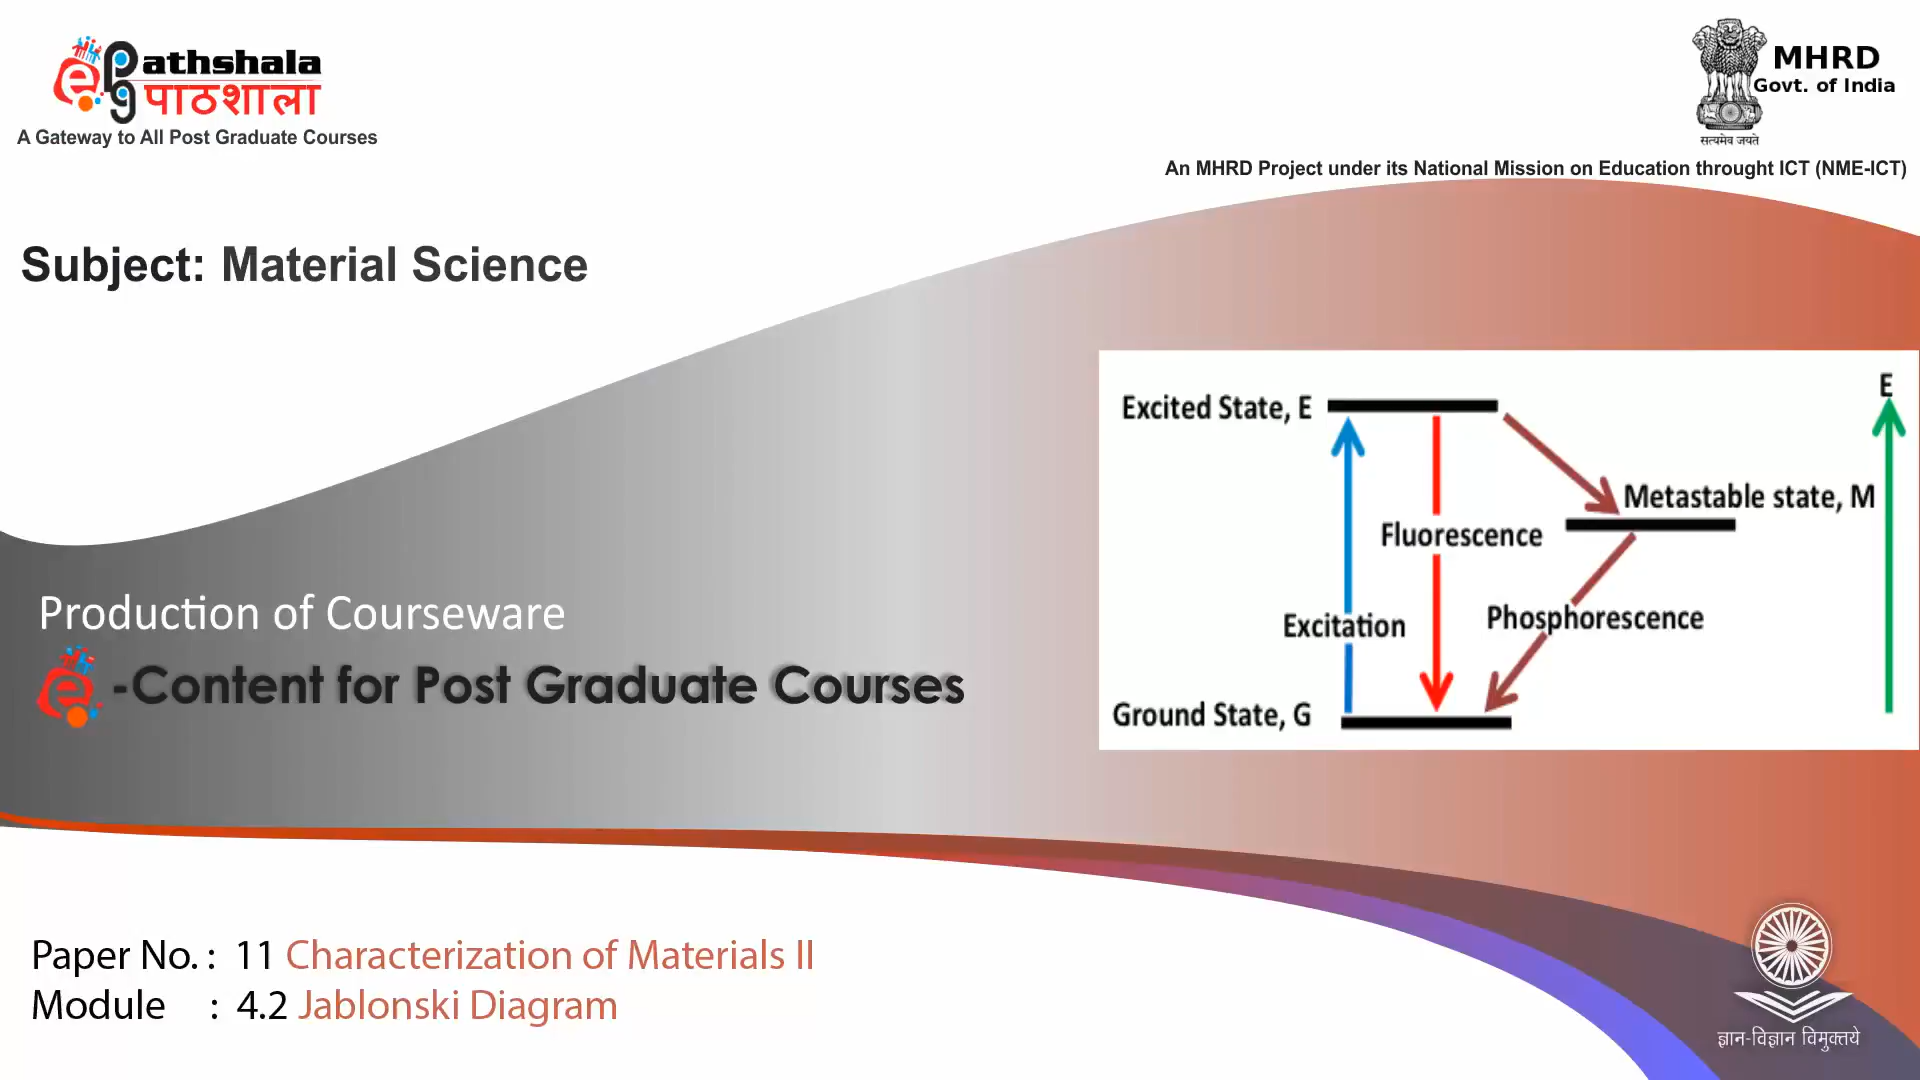 ePGathshala
पाठशाला
A Gateway to All Post Graduate Courses
MHRD
Govt. of India
सत्यमेव जयते
An MHRD Project under its National Mission on Education throught ICT (NME-ICT)
Subject: Material Science
Excited State, E
E
Metastable state, M
Fluorescence
Excitation
Phosphorescence
Ground State, G
Production of Courseware
e-Content for Post Graduate Courses
Paper No. : 11 Characterization of Materials II
Module : 4.2 Jablonski Diagram
ज्ञान-विज्ञान विमुक्तये